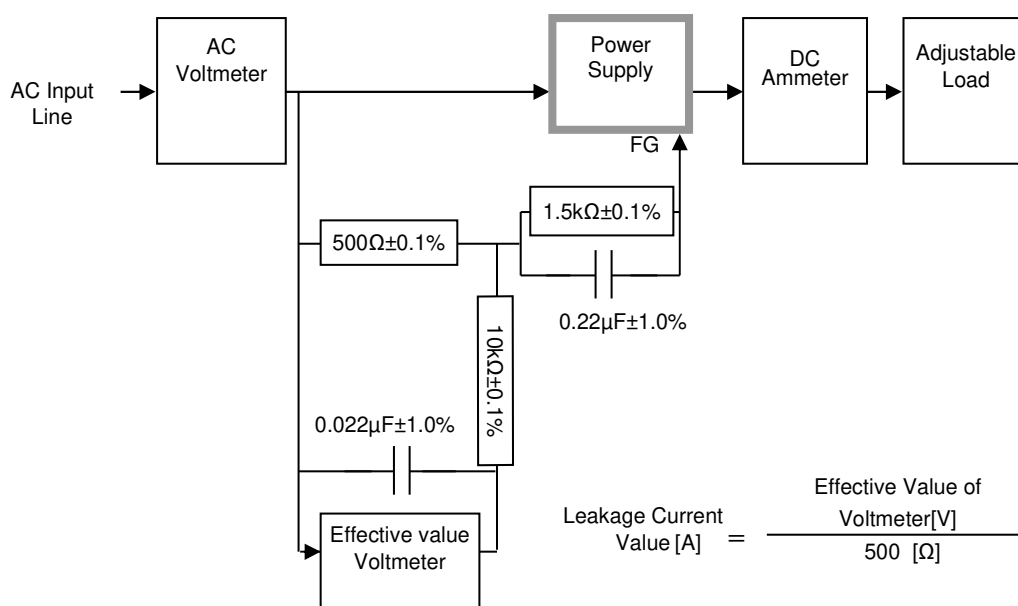 AC
Voltmeter
Power
Supply
DC
Ammeter
Adjustable
Load
AC Input
Line
FG
1.5kΩ±0.1%
500Ω±0.1%
0.22µF±1.0%
10kΩ±0.1%
0.022µF±1.0%
Effective value
Voltmeter
Leakage Current
Value [A]
=
Effective Value of
Voltmeter[V]
500 [Ω]